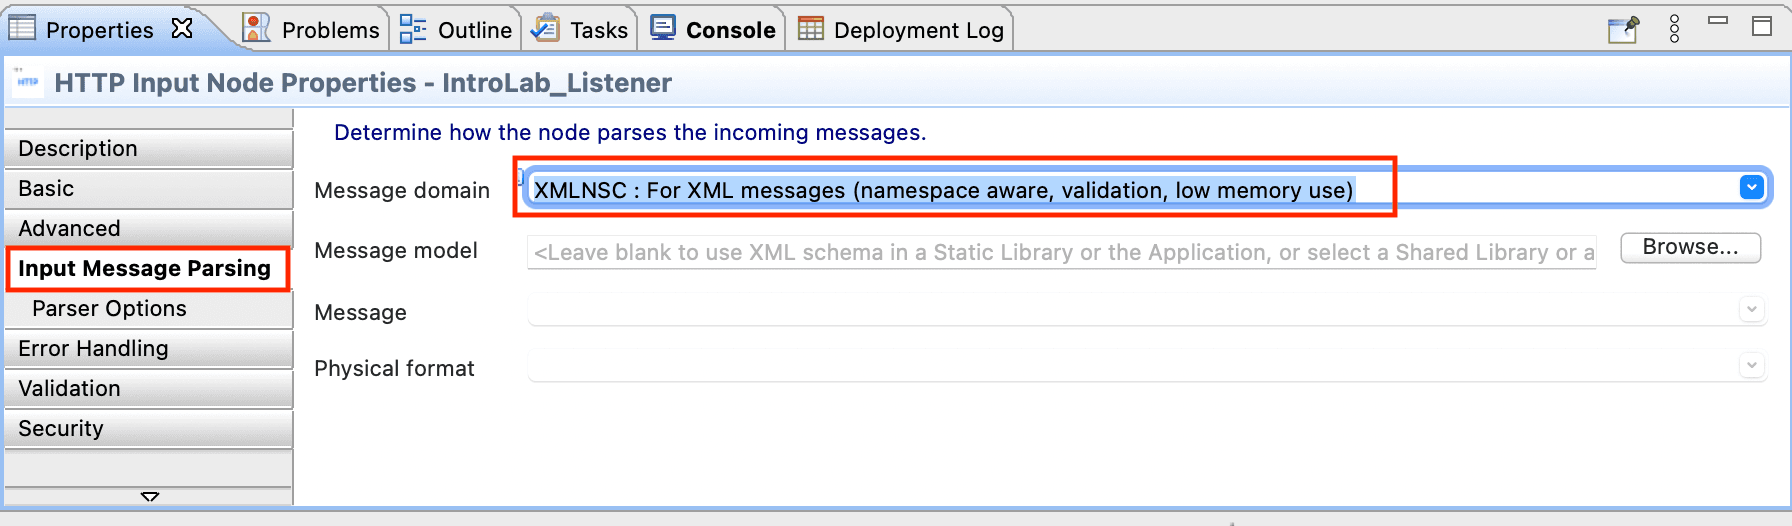 Properties Problems Outline Tasks Console Deployment Log
HTTP HTTP Input Node Properties - IntroLab_Listener
Description
Basic
Advanced
Input Message Parsing
Parser Options
Error Handling
Validation
Security
Determine how the node parses the incoming messages.
Message domain XMLNSC : For XML messages (namespace aware, validation, low memory use)
Message model <Leave blank to use XML schema in a Static Library or the Application, or select a Shared Library or a Browse...
Message
Physical format